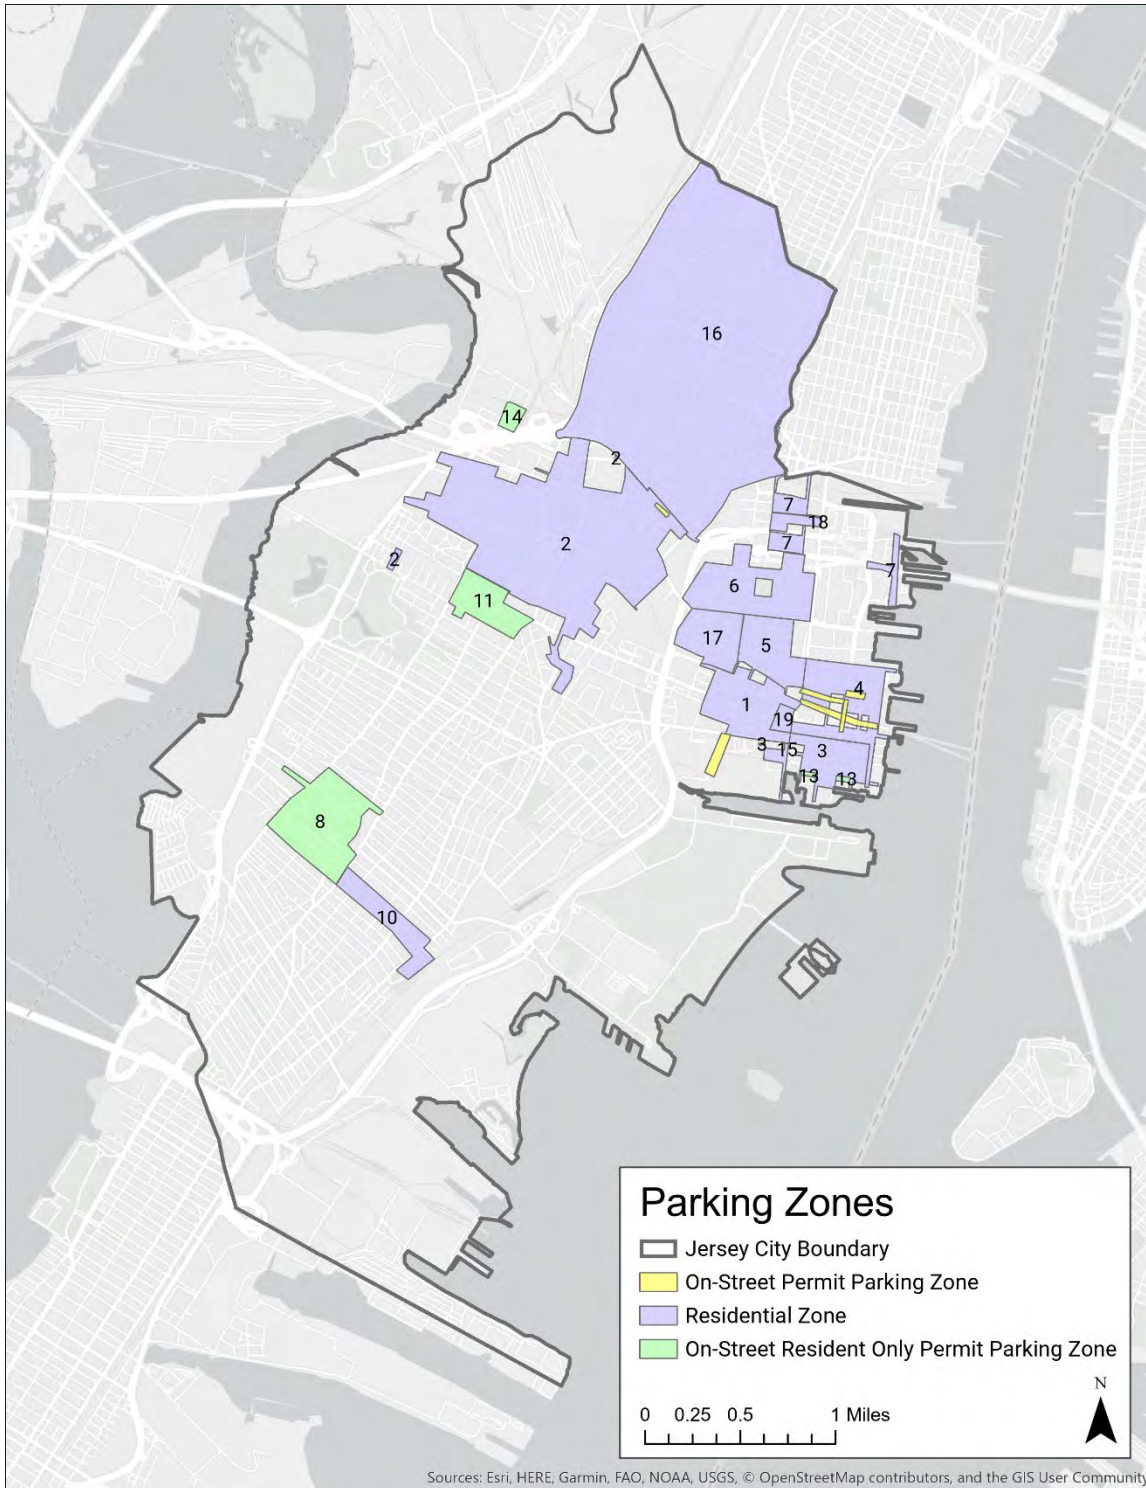 16
14
2
7
18
7
2
2
7
6
11
17
5
4
1
19
3
15
3
13
13
8
10
Parking Zones
Jersey City Boundary
On-Street Permit Parking Zone
Residential Zone
On-Street Resident Only Permit Parking Zone
N
0 0.25 0.5 1 Miles
Sources: Esri, HERE, Garmin, FAO, NOAA, USGS, © OpenStreetMap contributors, and the GIS User Community